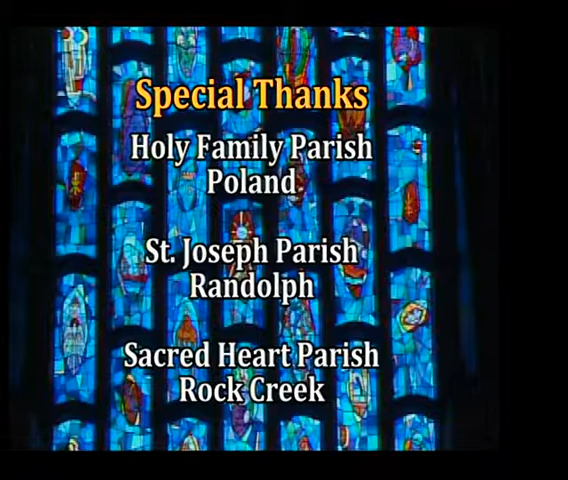 Special Thanks
Holy Family Parish
Poland
St. Joseph Parish
Randolph
Sacred Heart Parish
Rock Creek